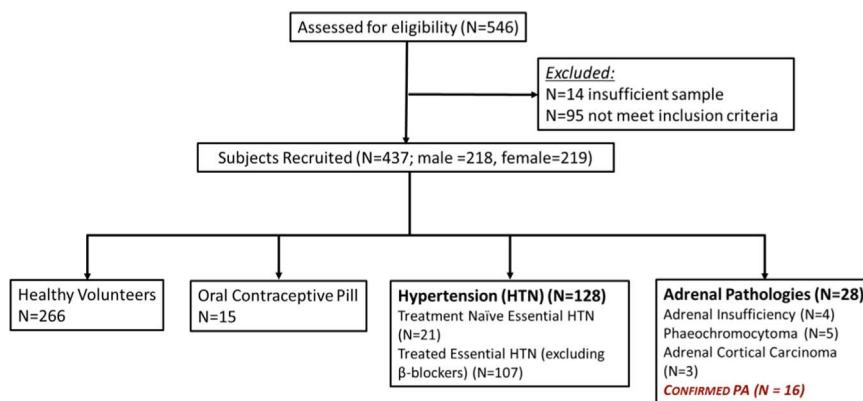 Assessed for eligibility (N=546)
Excluded:
N=14 insufficient sample
N=95 not meet inclusion criteria
Subjects Recruited (N=437; male =218, female=219)
Healthy Volunteers
N=266
Oral Contraceptive Pill
N=15
Hypertension (HTN) (N=128)
Treatment Naïve Essential HTN
(N=21)
Treated Essential HTN (excluding
β-blockers) (N=107)
Adrenal Pathologies (N=28)
Adrenal Insufficiency (N=4)
Phaeochromocytoma (N=5)
Adrenal Cortical Carcinoma
(N=3)
CONFIRMED PA (N = 16)